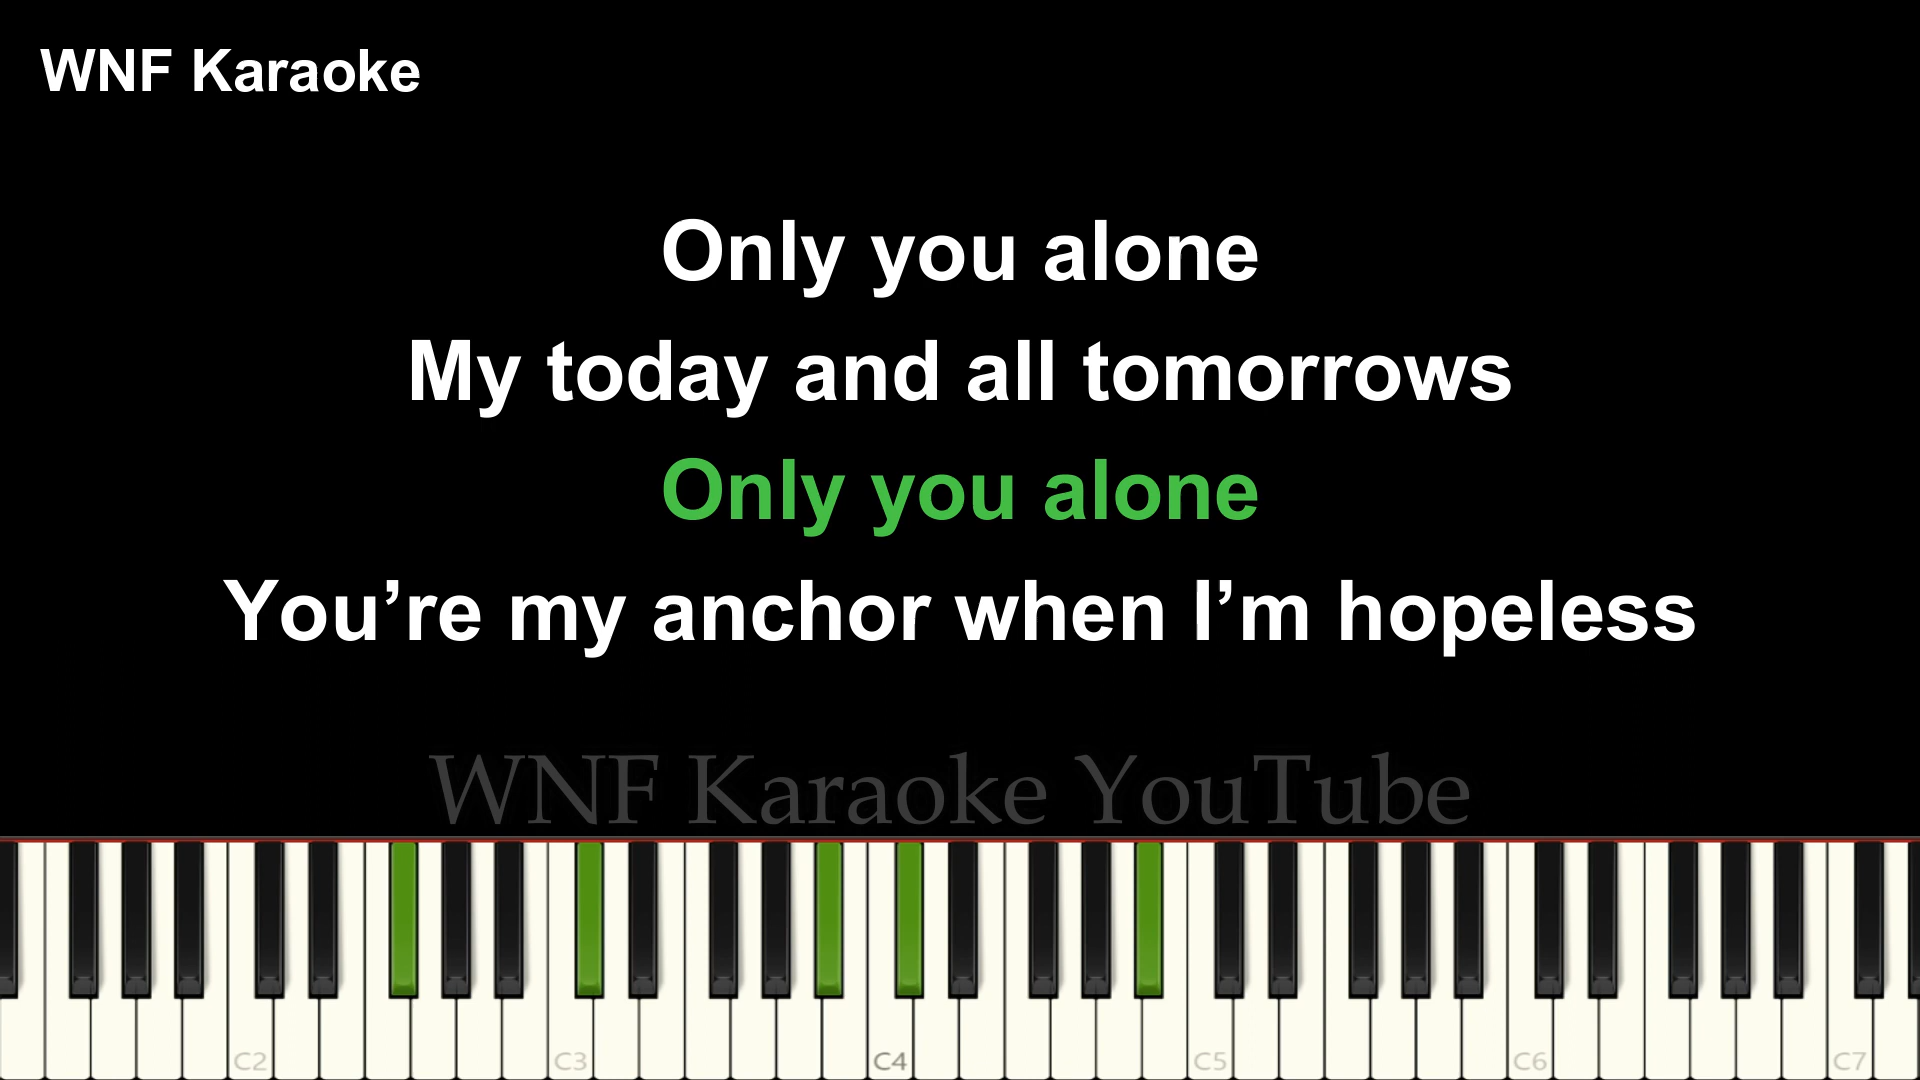 WNF Karaoke
Only you alone
My today and all tomorrows
Only you alone
You’re my anchor when I’m hopeless
WNF Karaoke YouTube
C2 C3 C4 C5 C6 C7